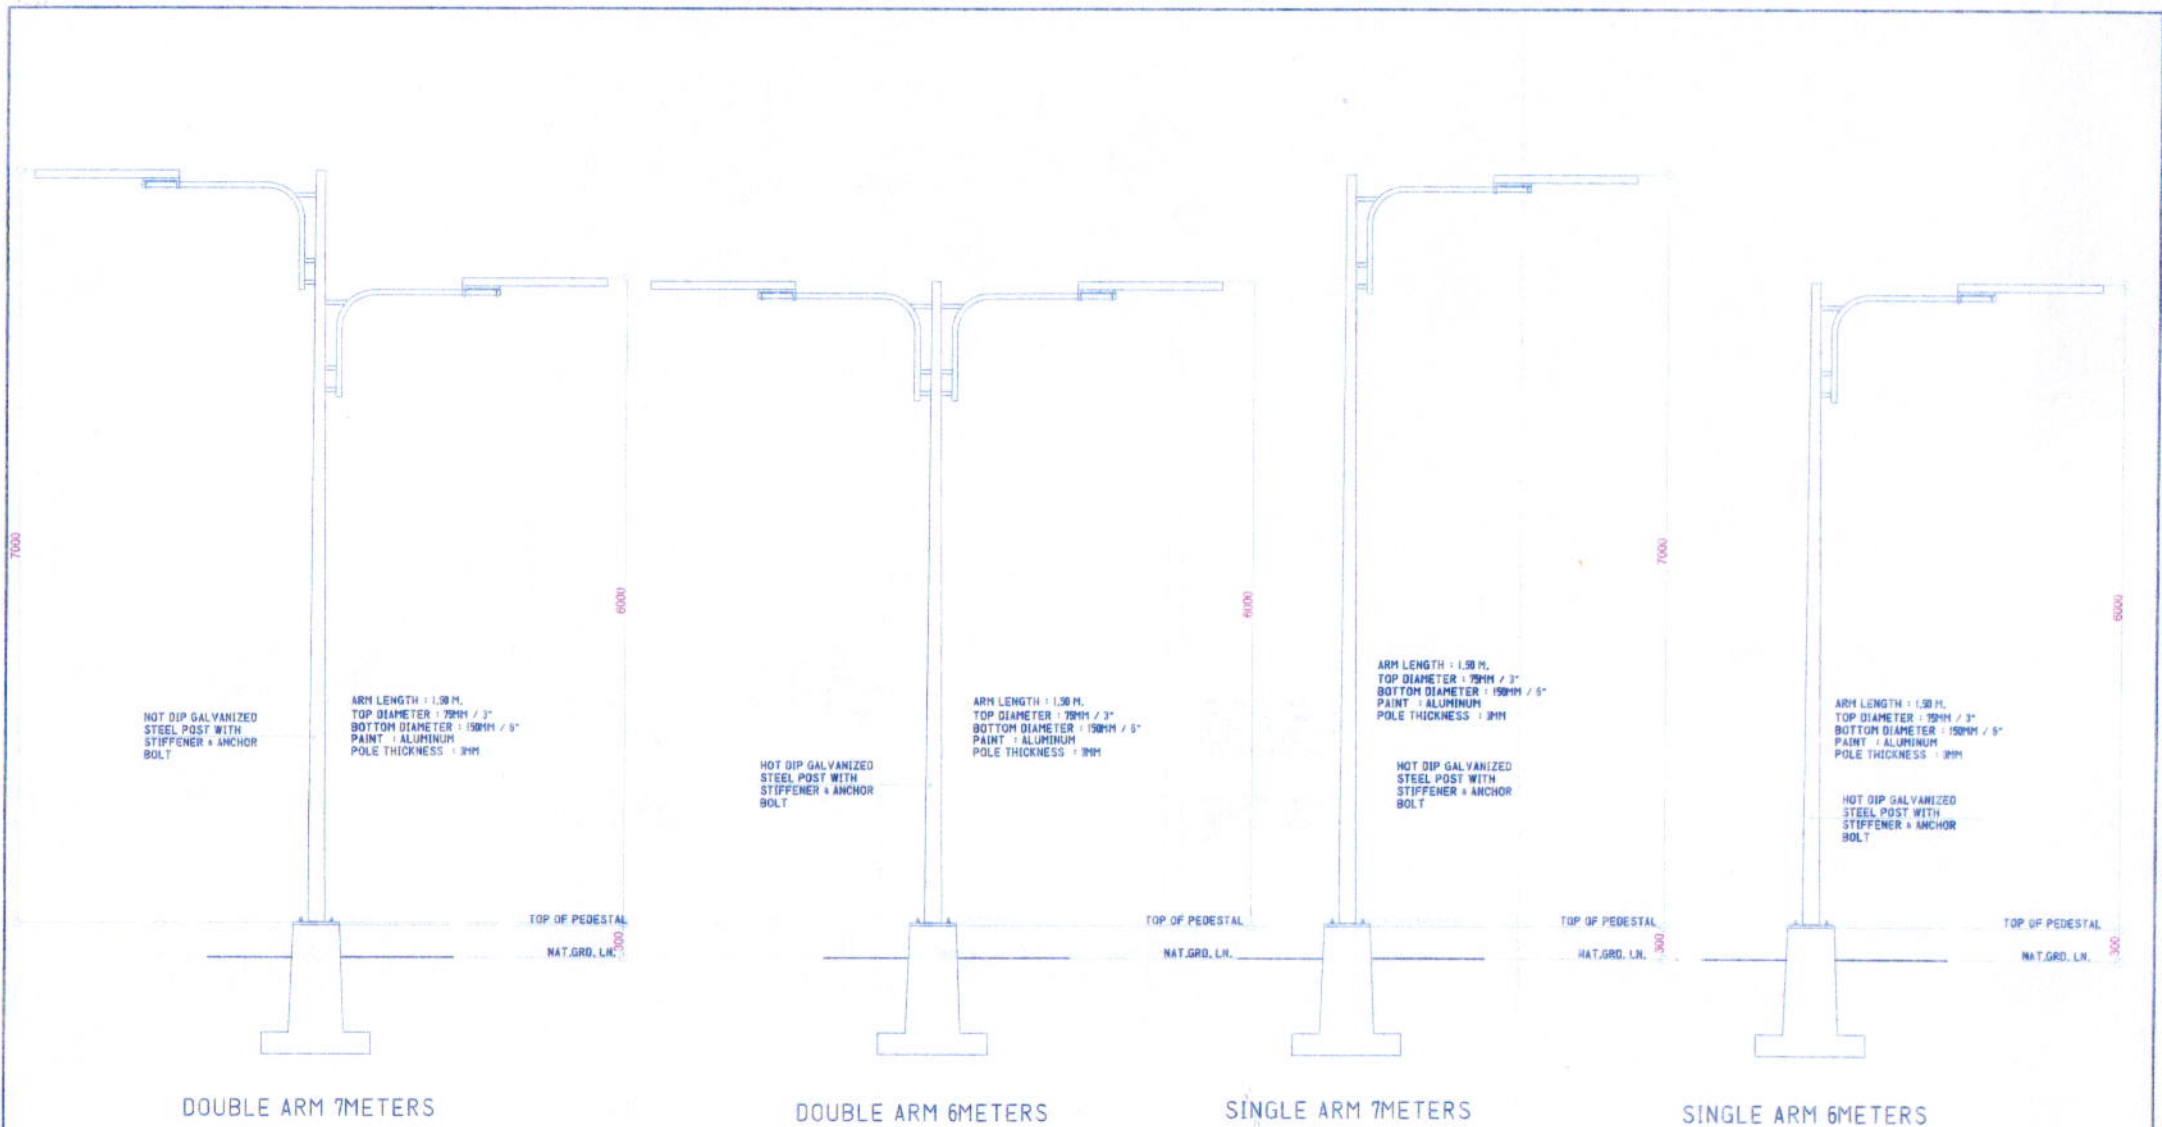 7000
6000
HOT DIP GALVANIZED
STEEL POST WITH
STIFFENER & ANCHOR
BOLT
ARM LENGTH : 1.50 M.
TOP DIAMETER : 75MM / 3"
BOTTOM DIAMETER : 150MM / 6"
PAINT : ALUMINUM
POLE THICKNESS : 3MM
TOP OF PEDESTAL
NAT.GRD. LN.
300
DOUBLE ARM 7METERS
6000
HOT DIP GALVANIZED
STEEL POST WITH
STIFFENER & ANCHOR
BOLT
ARM LENGTH : 1.50 M.
TOP DIAMETER : 75MM / 3"
BOTTOM DIAMETER : 150MM / 6"
PAINT : ALUMINUM
POLE THICKNESS : 3MM
TOP OF PEDESTAL
NAT.GRD. LN.
DOUBLE ARM 6METERS
7000
ARM LENGTH : 1.50 M.
TOP DIAMETER : 75MM / 3"
BOTTOM DIAMETER : 150MM / 6"
PAINT : ALUMINUM
POLE THICKNESS : 3MM
HOT DIP GALVANIZED
STEEL POST WITH
STIFFENER & ANCHOR
BOLT
TOP OF PEDESTAL
NAT.GRD. LN.
300
SINGLE ARM 7METERS
6000
ARM LENGTH : 1.50 M.
TOP DIAMETER : 75MM / 3"
BOTTOM DIAMETER : 150MM / 6"
PAINT : ALUMINUM
POLE THICKNESS : 3MM
HOT DIP GALVANIZED
STEEL POST WITH
STIFFENER & ANCHOR
BOLT
TOP OF PEDESTAL
NAT.GRD. LN.
300
SINGLE ARM 6METERS